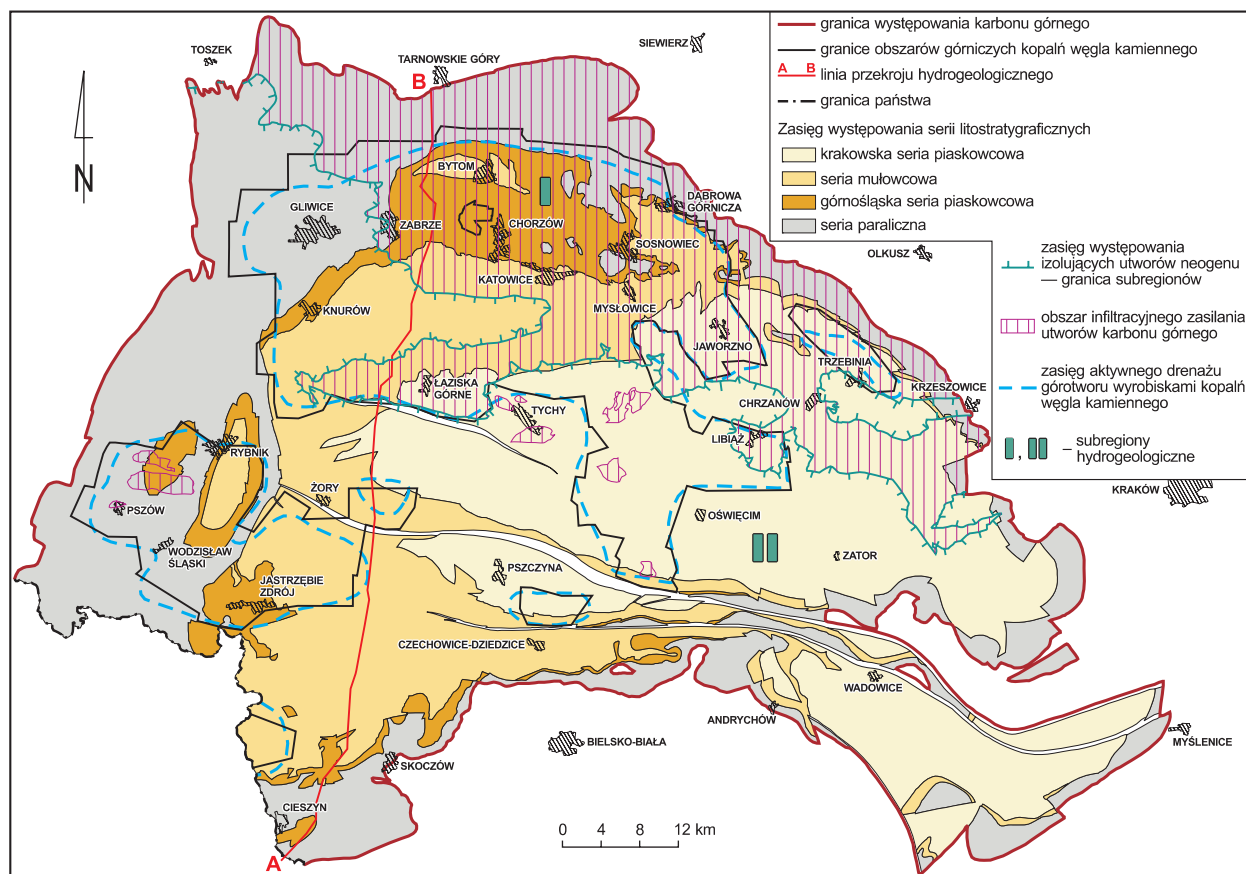 granica występowania karbonu górnego
granice obszarów górniczych kopalń węgla kamiennego
A B linia przekroju hydrogeologicznego
granica państwa
Zasięg występowania serii litostratygraficznych
krakowska seria piaskowcowa
seria mułowcowa
górnośląska seria piaskowcowa
seria paraliczna
zasięg występowania
izolujących utworów neogenu
— granica subregionów
obszar infiltracyjnego zasilania
utworów karbonu górnego
zasięg aktywnego drenażu
górotworu wyrobiskami kopalń
węgla kamiennego
, –
subregiony
hydrogeologiczne
TOSZEK
SIEWIERZ
TARNOWSKIE GÓRY
B
N
BYTOM
DĄBROWA
GÓRNICZA
GLIWICE
ZABRZE
CHORZÓW
SOSNOWIEC
OLKUSZ
KATOWICE
MYSŁOWICE
KNURÓW
JAWORZNO
TRZEBINIA
ŁAZISKA
GÓRNE
TYCHY
CHRZANÓW
KRZESZOWICE
LIBIĄŻ
RYBNIK
KRAKÓW
ŻORY
PSZÓW
OŚWIĘCIM
WODZISŁAW
ŚLĄSKI
ZATOR
PSZCZYNA
JASTRZĘBIE
ZDRÓJ
CZECHOWICE-DZIEDZICE
WADOWICE
ANDRYCHÓW
BIELSKO-BIAŁA
MYŚLENICE
SKOCZÓW
CIESZYN
A
0 4 8 12 km